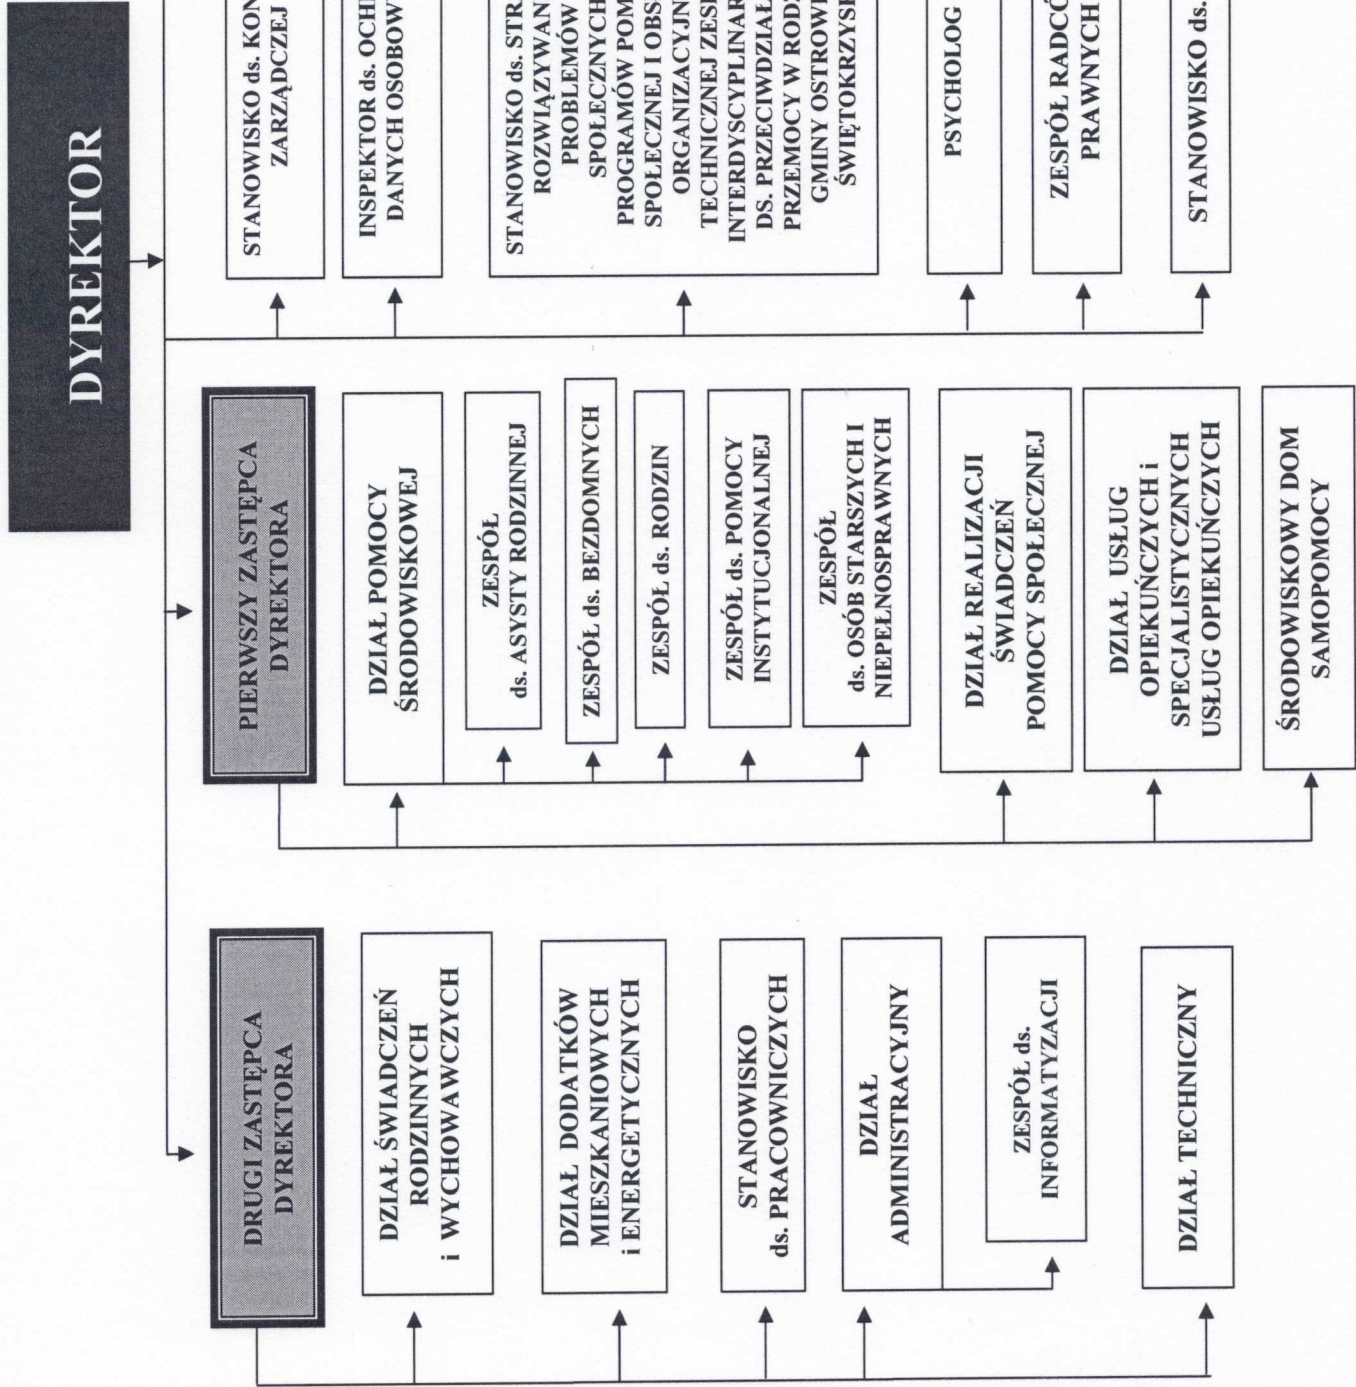 DYREKTOR
DRUGI ZASTĘPCA
DYREKTORA
DZIAŁ ŚWIADCZEŃ
RODZINNYCH
i WYCHOWAWCZYCH
DZIAŁ DODATKÓW
MIESZKANIOWYCH
i ENERGETYCZNYCH
STANOWISKO
ds. PRACOWNICZYCH
DZIAŁ
ADMINISTRACYJNY
ZESPÓŁ ds.
INFORMATYZACJI
DZIAŁ TECHNICZNY
PIERWSZY ZASTĘPCA
DYREKTORA
DZIAŁ POMOCY
ŚRODOWISKOWEJ
ZESPÓŁ
ds. ASYSTY RODZINNEJ
ZESPÓŁ ds. BEZDOMNYCH
ZESPÓŁ ds. RODZIN
ZESPÓŁ ds. POMOCY
INSTYTUCJONALNEJ
ZESPÓŁ
ds. OSÓB STARSZYCH I
NIEPEŁNOSPRAWNYCH
DZIAŁ REALIZACJI
ŚWIADCZEŃ
POMOCY SPOŁECZNEJ
DZIAŁ USŁUG
OPIEKUŃCZYCH i
SPECJALISTYCZNYCH
USŁUG OPIEKUŃCZYCH
ŚRODOWISKOWY DOM
SAMOPOMOCY
STANOWISKO ds. KON
ZARZĄDCZEJ
INSPEKTOR ds. OCH
DANYCH OSOBOW
STANOWISKO ds. STR
ROZWIĄZYWAN
PROBLEMÓW
SPOŁECZNYCH
PROGRAMÓW POM
SPOŁECZNEJ I OBS
ORGANIZACYJN
TECHNICZNEJ ZESP
INTERDYSCYPLINAR
DS. PRZECIWDZIAŁA
PRZEMOCY W RODZ
GMINY OSTROWI
ŚWIĘTOKRZYSK
PSYCHOLOG
ZESPÓŁ RADCÓ
PRAWNYCH
STANOWISKO ds.